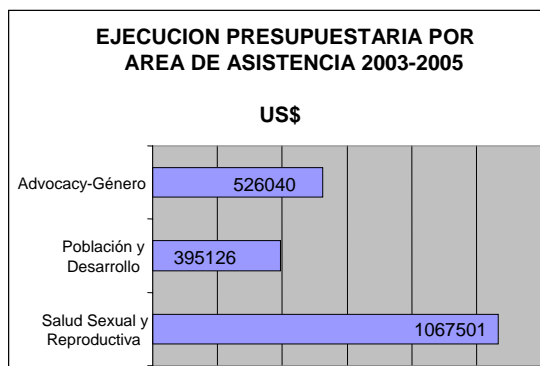 EJECUCION PRESUPUESTARIA POR
AREA DE ASISTENCIA 2003-2005
US$
Advocacy-Género
526040
Población y
Desarrollo
395126
Salud Sexual y
Reproductiva
1067501